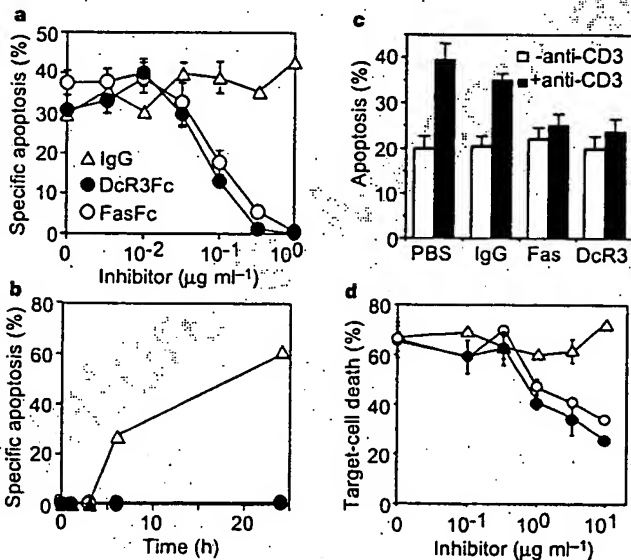 a
Specific apoptosis (%)
50
40
30
20
10
0
IgG
DcR3Fc
FasFc
0 10-2 10-1 100
Inhibitor (µg ml–1)
b
Specific apoptosis (%)
80
60
40
20
0
0 10 20
Time (h)
c
Apoptosis (%)
40
30
20
10
0
-anti-CD3
+anti-CD3
PBS IgG Fas DcR3
d
Target-cell death (%)
80
60
40
20
0
0 10-1 100 101
Inhibitor (µg ml–1)